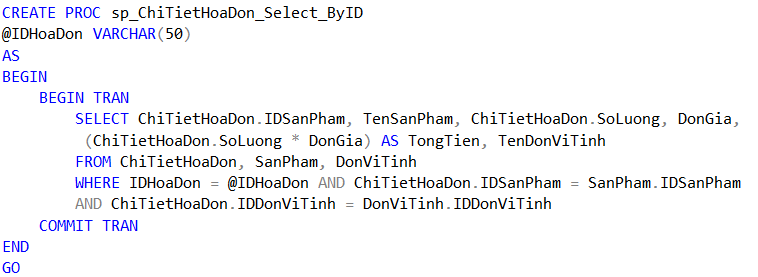 CREATE PROC sp_ChiTietHoaDon_Select_ByID
@IDHoaDon VARCHAR(50)
AS
BEGIN
    BEGIN TRAN
        SELECT ChiTietHoaDon.IDSanPham, TenSanPham, ChiTietHoaDon.SoLuong, DonGia,
         (ChiTietHoaDon.SoLuong * DonGia) AS TongTien, TenDonViTinh
        FROM ChiTietHoaDon, SanPham, DonViTinh
        WHERE IDHoaDon = @IDHoaDon AND ChiTietHoaDon.IDSanPham = SanPham.IDSanPham
        AND ChiTietHoaDon.IDDonViTinh = DonViTinh.IDDonViTinh
    COMMIT TRAN
END
GO